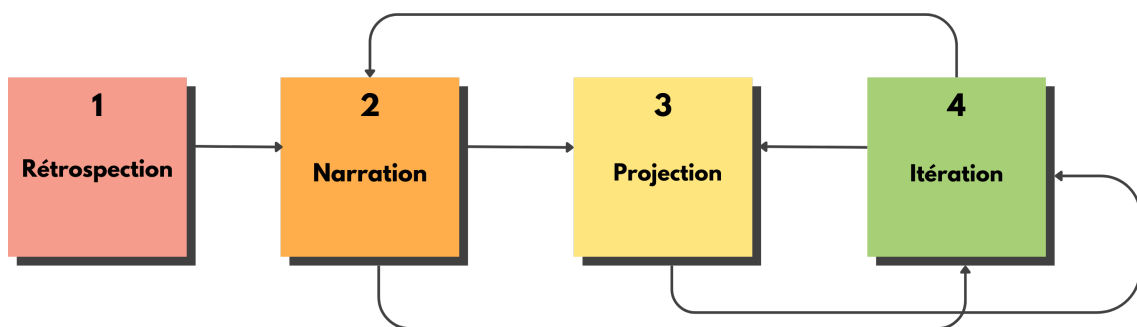 1
Rétrospection
2
Narration
3
Projection
4
Itération